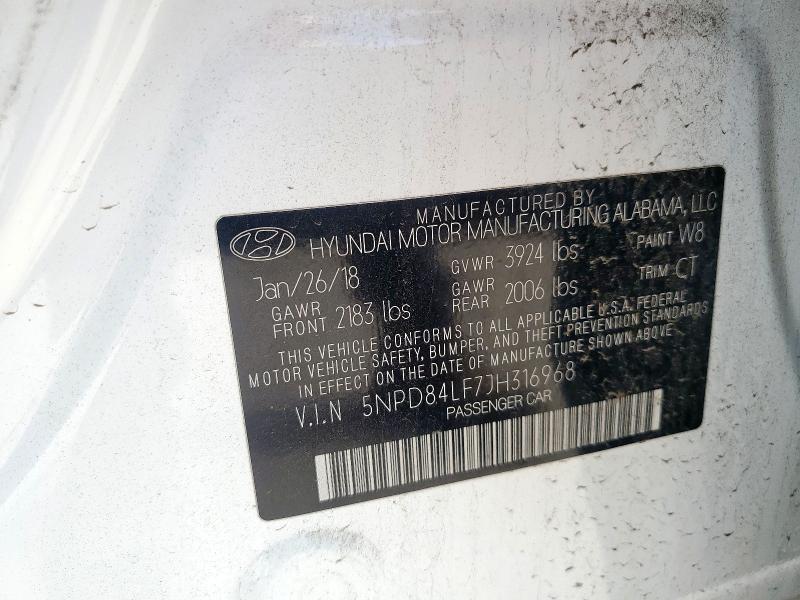 MANUFACTURED BY
HYUNDAI MOTOR MANUFACTURING ALABAMA, LLC
Jan/26/18 GVWR 3924 lbs PAINT W8
GAWR FRONT 2183 lbs GAWR REAR 2006 lbs TRIM CT
THIS VEHICLE CONFORMS TO ALL APPLICABLE U.S.A. FEDERAL
MOTOR VEHICLE SAFETY, BUMPER, AND THEFT PREVENTION STANDARDS
IN EFFECT ON THE DATE OF MANUFACTURE SHOWN ABOVE
V.I.N 5NPD84LF7JH316968
PASSENGER CAR